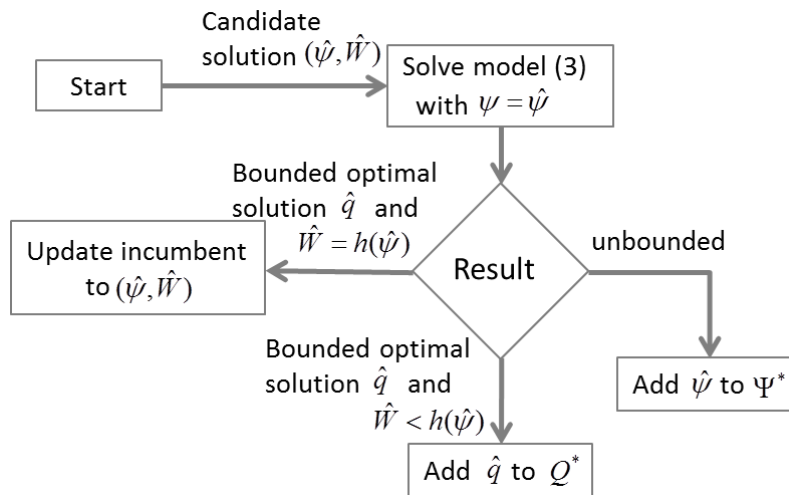 Candidate
solution (ψ̂, Ŵ)
Start
Solve model (3)
with ψ = ψ̂
Bounded optimal
solution q̂ and
Ŵ = h(ψ̂)
Update incumbent
to (ψ̂, Ŵ)
Result
unbounded
Bounded optimal
solution q̂ and
Ŵ < h(ψ̂)
Add ψ̂ to Ψ*
Add q̂ to Q*